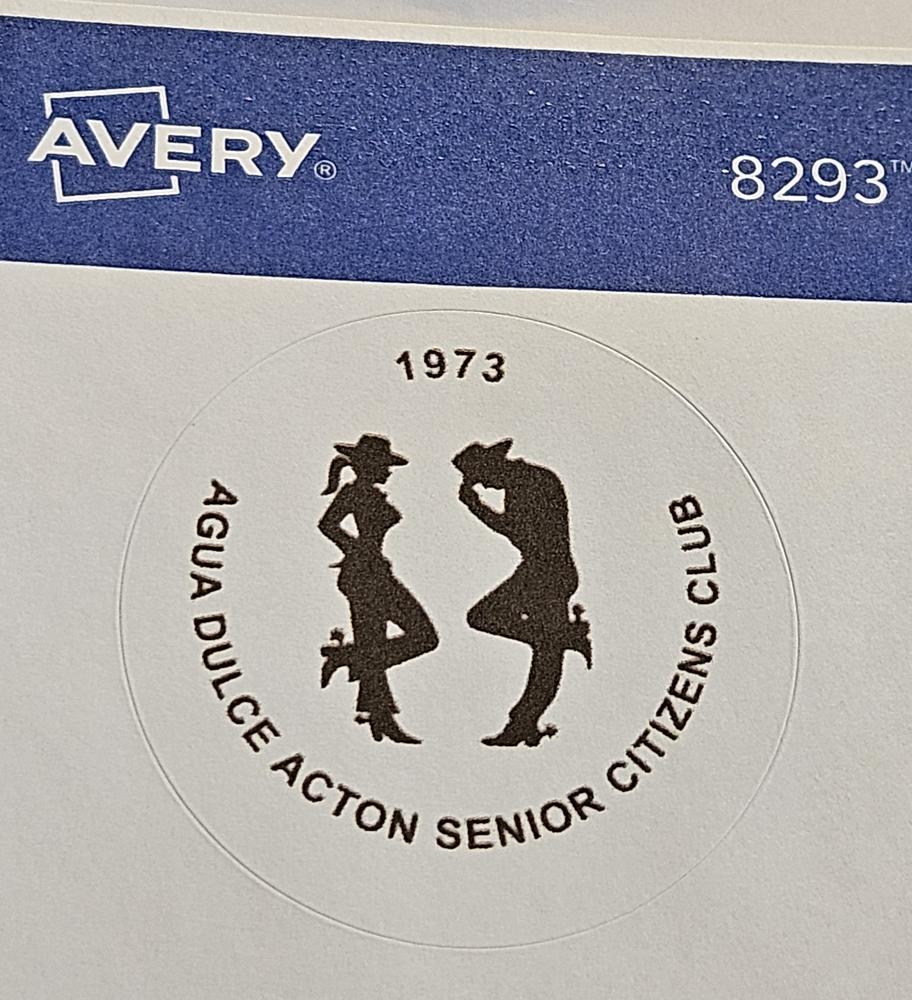 AVERY®
8293™
1973
AGUA DULCE ACTON SENIOR CITIZENS CLUB